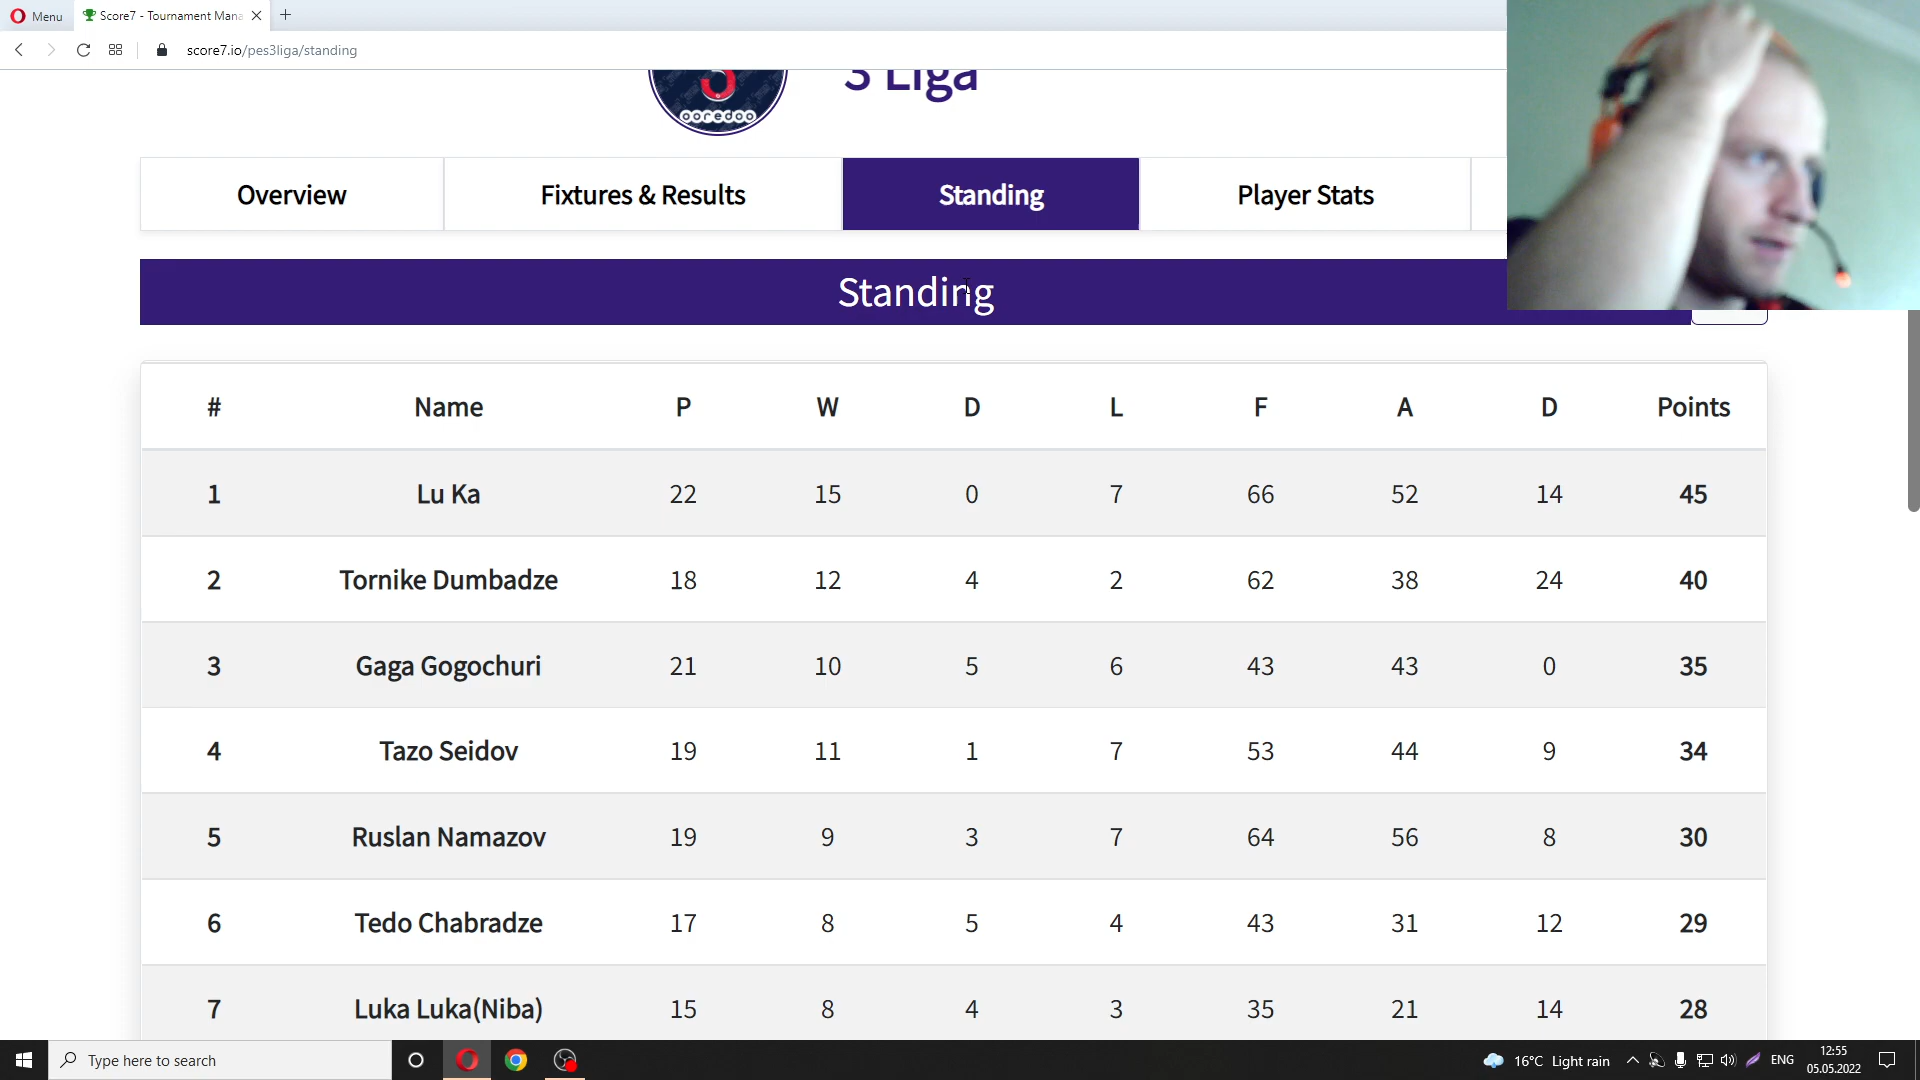 Menu
Score7 - Tournament Mana
score7.io/pes3liga/standing
3 Liga
3
ooredoo
Overview
Fixtures & Results
Standing
Player Stats
Standing
# Name P W D L F A D Points
1 Lu Ka 22 15 0 7 66 52 14 45
2 Tornike Dumbadze 18 12 4 2 62 38 24 40
3 Gaga Gogochuri 21 10 5 6 43 43 0 35
4 Tazo Seidov 19 11 1 7 53 44 9 34
5 Ruslan Namazov 19 9 3 7 64 56 8 30
6 Tedo Chabradze 17 8 5 4 43 31 12 29
7 Luka Luka(Niba) 15 8 4 3 35 21 14 28
Type here to search
16°C Light rain
ENG
12:55
05.05.2022